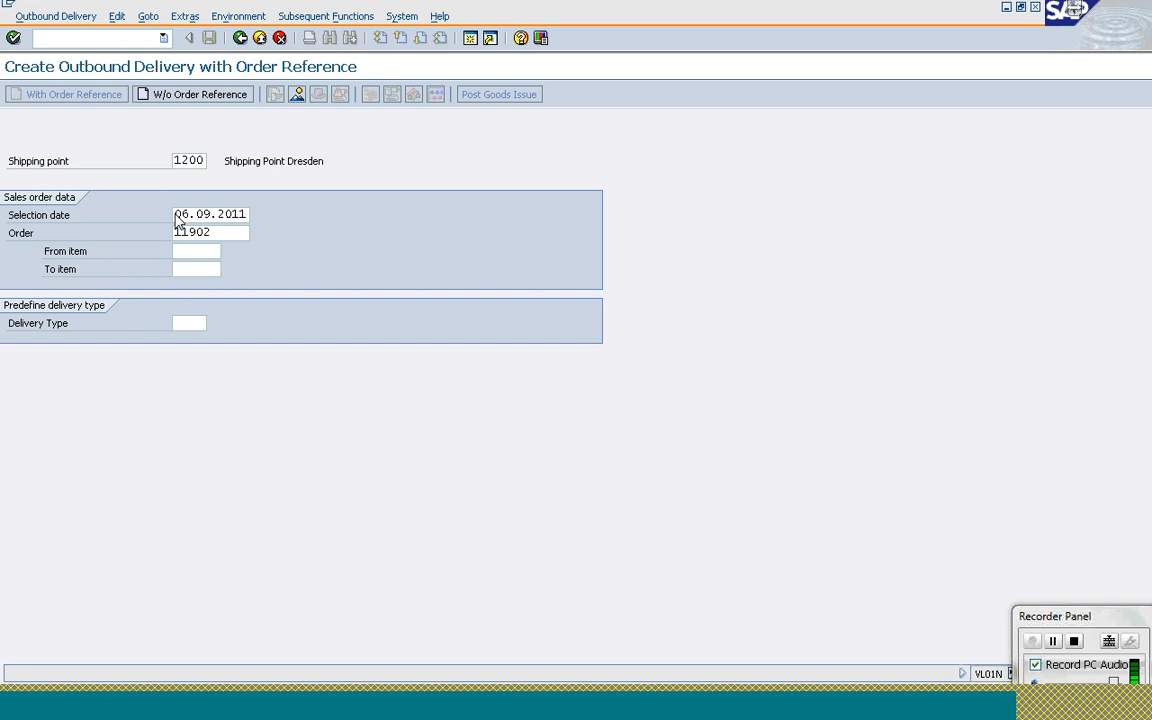 Outbound Delivery Edit Goto Extras Environment Subsequent Functions System Help
SAP
Create Outbound Delivery with Order Reference
With Order Reference W/o Order Reference Post Goods Issue
Shipping point 1200 Shipping Point Dresden
Sales order data
Selection date 06.09.2011
Order 11902
From item
To item
Predefine delivery type
Delivery Type
Recorder Panel
Record PC Audio
VL01N